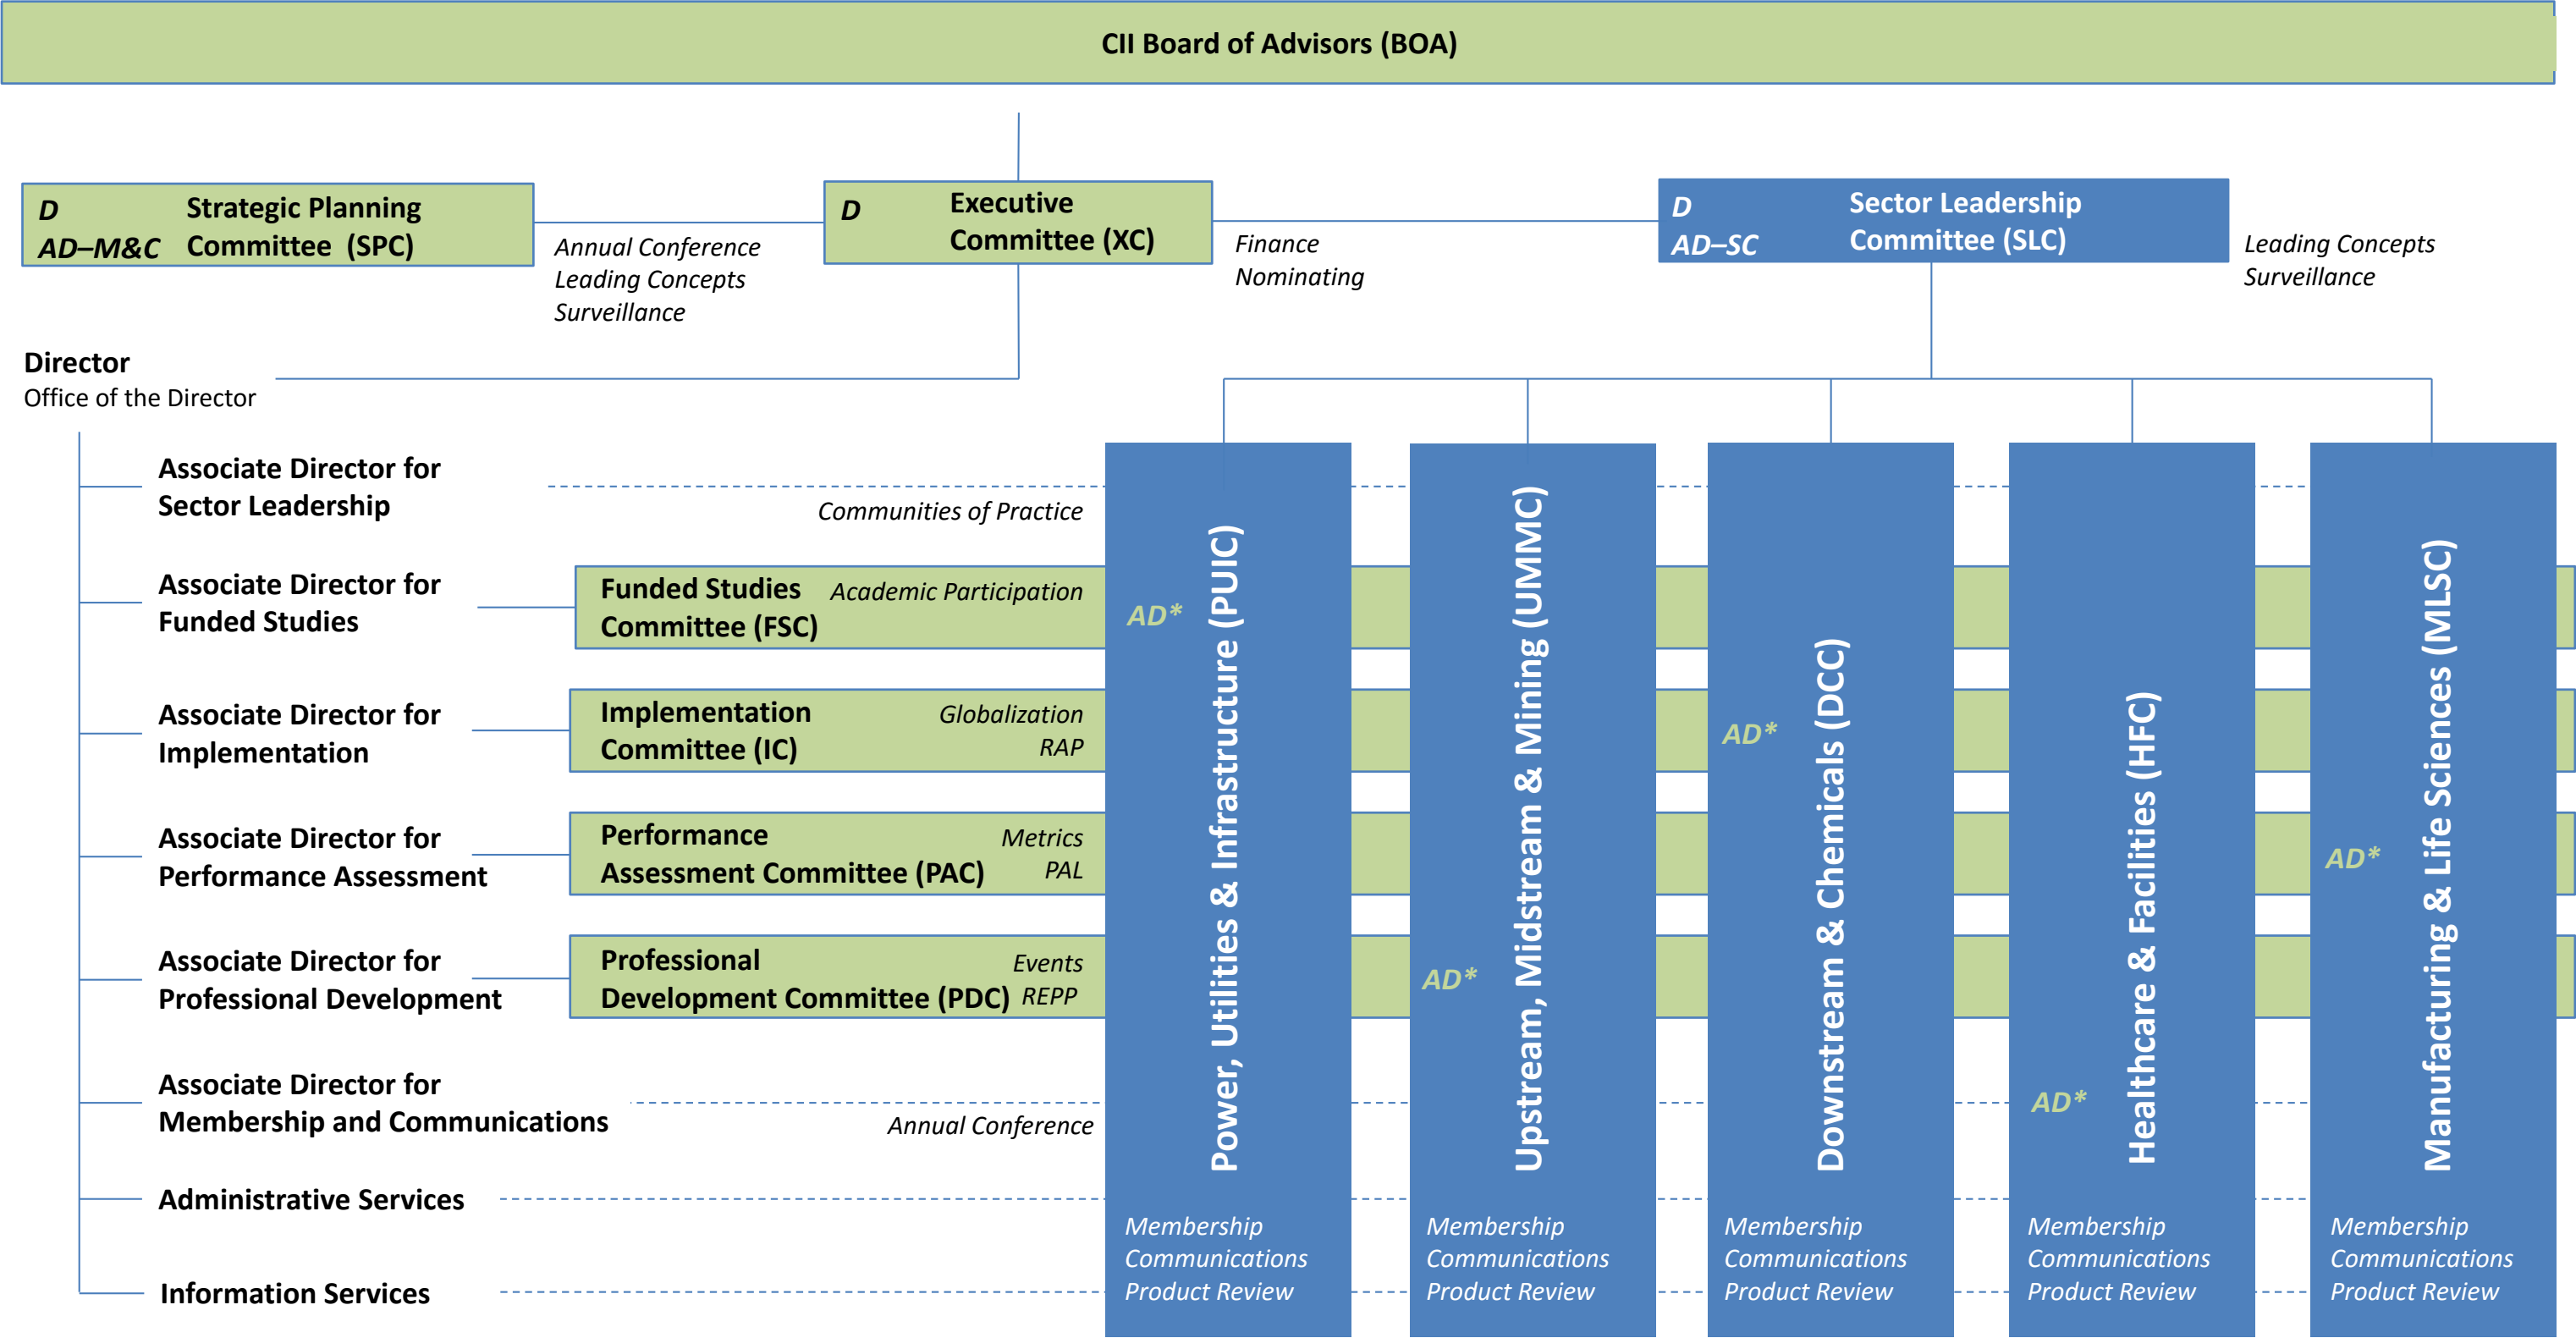 CII Board of Advisors (BOA)
D
AD–M&C
Strategic Planning
Committee (SPC)
Annual Conference
Leading Concepts
Surveillance
D
Executive
Committee (XC)
Finance
Nominating
D
AD–SC
Sector Leadership
Committee (SLC)
Leading Concepts
Surveillance
Director
Office of the Director
Associate Director for
Sector Leadership
Communities of Practice
Associate Director for
Funded Studies
Funded Studies
Committee (FSC)
Academic Participation
Associate Director for
Implementation
Implementation
Committee (IC)
Globalization
RAP
Associate Director for
Performance Assessment
Performance
Assessment Committee (PAC)
Metrics
PAL
Associate Director for
Professional Development
Professional
Development Committee (PDC)
Events
REPP
Associate Director for
Membership and Communications
Annual Conference
Administrative Services
Information Services
AD*
Power, Utilities & Infrastructure (PUIC)
Membership
Communications
Product Review
AD*
Upstream, Midstream & Mining (UMMC)
Membership
Communications
Product Review
AD*
Downstream & Chemicals (DCC)
Membership
Communications
Product Review
AD*
Healthcare & Facilities (HFC)
Membership
Communications
Product Review
AD*
Manufacturing & Life Sciences (MLSC)
Membership
Communications
Product Review